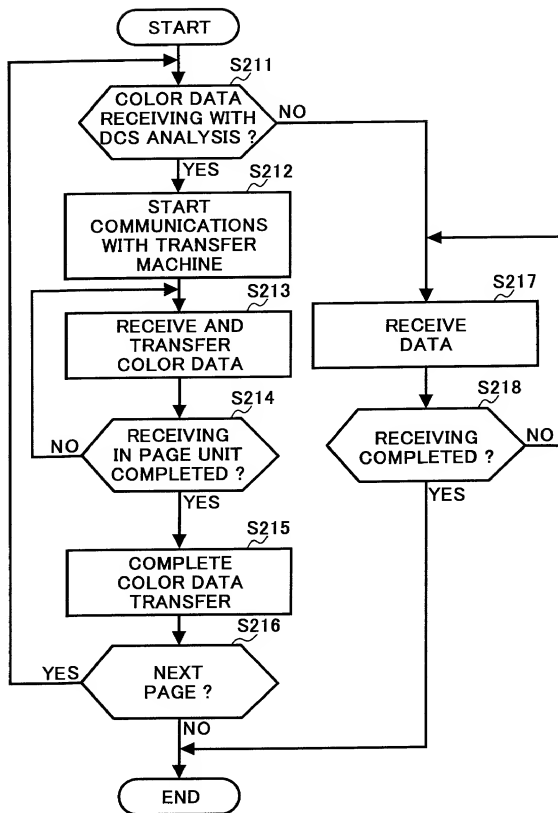 START
S211
COLOR DATA
RECEIVING WITH
DCS ANALYSIS ?
NO
YES
S212
START
COMMUNICATIONS
WITH TRANSFER
MACHINE
S213
RECEIVE AND
TRANSFER
COLOR DATA
S214
RECEIVING
IN PAGE UNIT
COMPLETED ?
NO
YES
S215
COMPLETE
COLOR DATA
TRANSFER
S216
NEXT
PAGE ?
YES
NO
S217
RECEIVE
DATA
S218
RECEIVING
COMPLETED ?
NO
YES
END